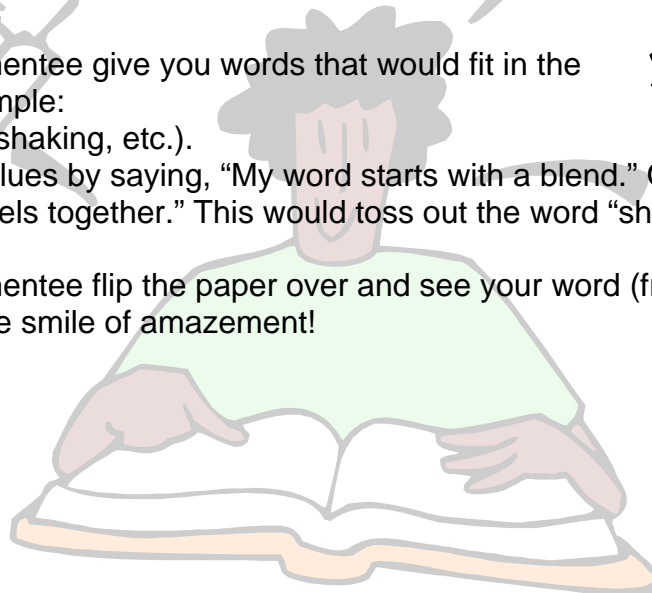 entee give you words that would fit in the
mple:
shaking, etc.).
lues by saying, “My word starts with a blend.”
els together.” This would toss out the word “sh
entee flip the paper over and see your word
e smile of amazement!